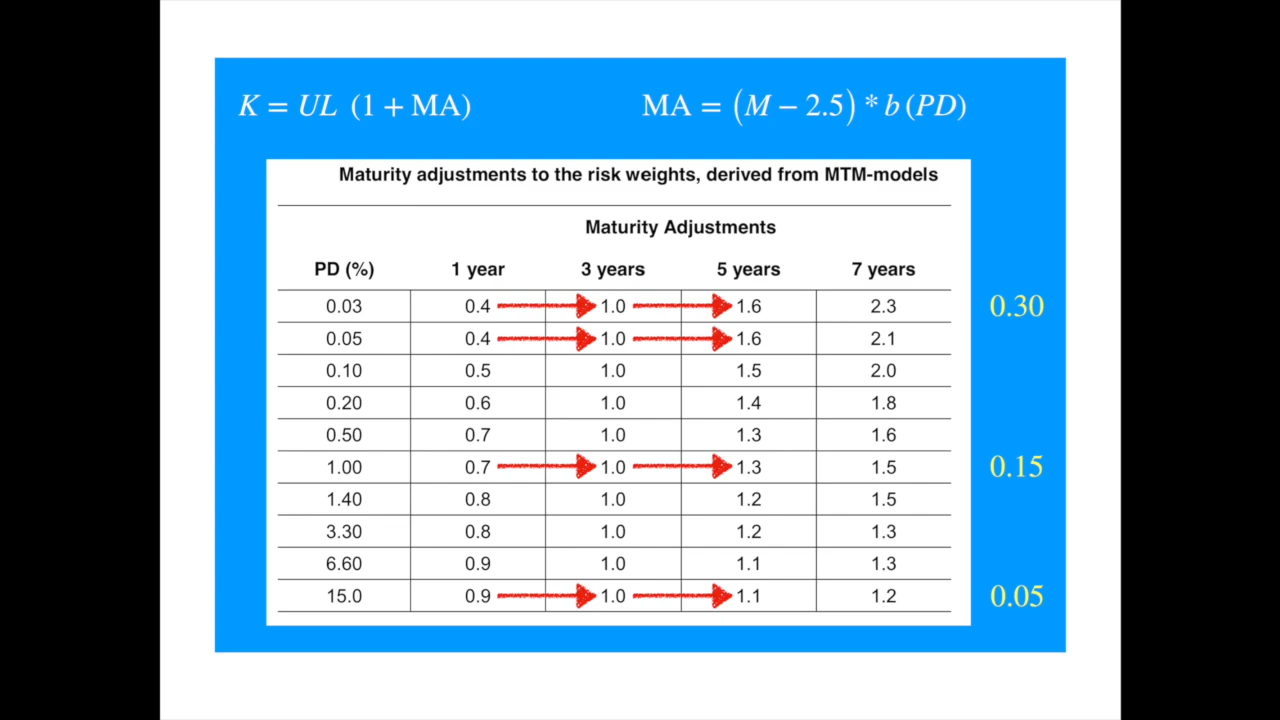 K = UL (1 + MA) MA = (M − 2.5) * b (PD)
Maturity adjustments to the risk weights, derived from MTM-models
Maturity Adjustments
PD (%) 1 year 3 years 5 years 7 years
0.03 0.4 1.0 1.6 2.3 0.30
0.05 0.4 1.0 1.6 2.1
0.10 0.5 1.0 1.5 2.0
0.20 0.6 1.0 1.4 1.8
0.50 0.7 1.0 1.3 1.6
1.00 0.7 1.0 1.3 1.5 0.15
1.40 0.8 1.0 1.2 1.5
3.30 0.8 1.0 1.2 1.3
6.60 0.9 1.0 1.1 1.3
15.0 0.9 1.0 1.1 1.2 0.05